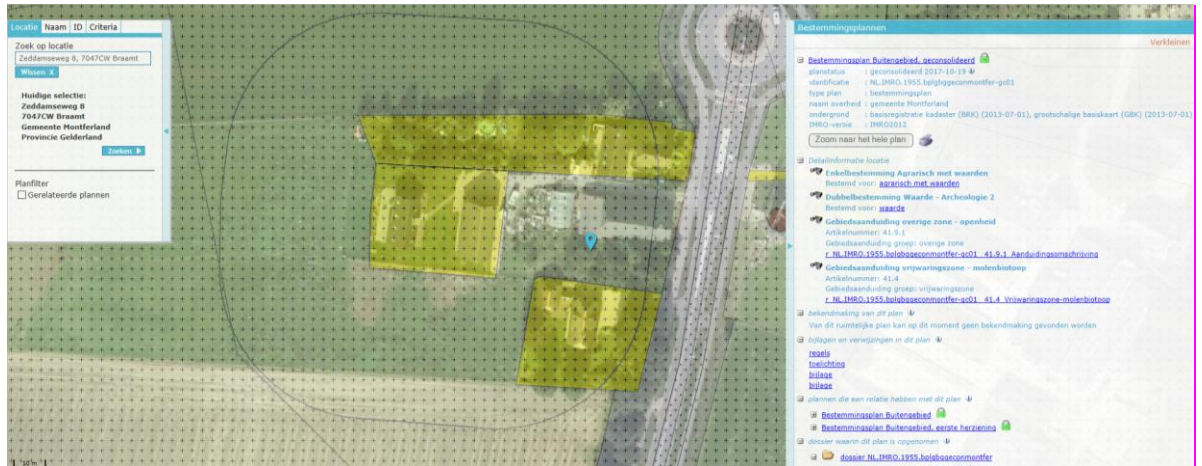 Locatie Naam ID Criteria
Zoek op locatie
Zeddamseweg 8, 7047CW Braamt
Wissen X
Huidige selectie:
Zeddamseweg 8
7047CW Braamt
Gemeente Montferland
Provincie Gelderland
Zoeken
Planfilter
Gerelateerde plannen
10 m
Bestemmingsplannen
Verkleinen
Bestemmingsplan Buitengebied, geconsolideerd
planstatus : geconsolideerd 2017-10-19
identificatie : NL.IMRO.1955.bplgbggeconmontfer-gc01
type plan : bestemmingsplan
naam overheid : gemeente Montferland
ondergrond : basisregistratie kadaster (BRK) (2013-07-01), grootschalige basiskaart (GBK) (2013-07-01)
IMRO-versie : IMRO2012
Zoom naar het hele plan
Detailinformatie locatie
Enkelbestemming Agrarisch met waarden
Bestemd voor: agrarisch met waarden
Dubbelbestemming Waarde - Archeologie 2
Bestemd voor: waarde
Gebiedsaanduiding overige zone - openheid
Artikelnummer: 41.9.1
Gebiedsaanduiding groep: overige zone
r_NL.IMRO.1955.bplgbggeconmontfer-gc01_41.9.1_Aanduidingsomschrijving
Gebiedsaanduiding vrijwaringszone - molenbiotoop
Artikelnummer: 41.4
Gebiedsaanduiding groep: vrijwaringszone
r_NL.IMRO.1955.bplgbggeconmontfer-gc01_41.4_Vrijwaringszone-molenbiotoop
bekendmaking van dit plan
Van dit ruimtelijke plan kan op dit moment geen bekendmaking gevonden worden
bijlagen en verwijzingen in dit plan
regels
toelichting
bijlage
bijlage
plannen die een relatie hebben met dit plan
Bestemmingsplan Buitengebied
Bestemmingsplan Buitengebied, eerste herziening
dossier waarin dit plan is opgenomen
dossier NL.IMRO.1955.bplgbggeconmontfer